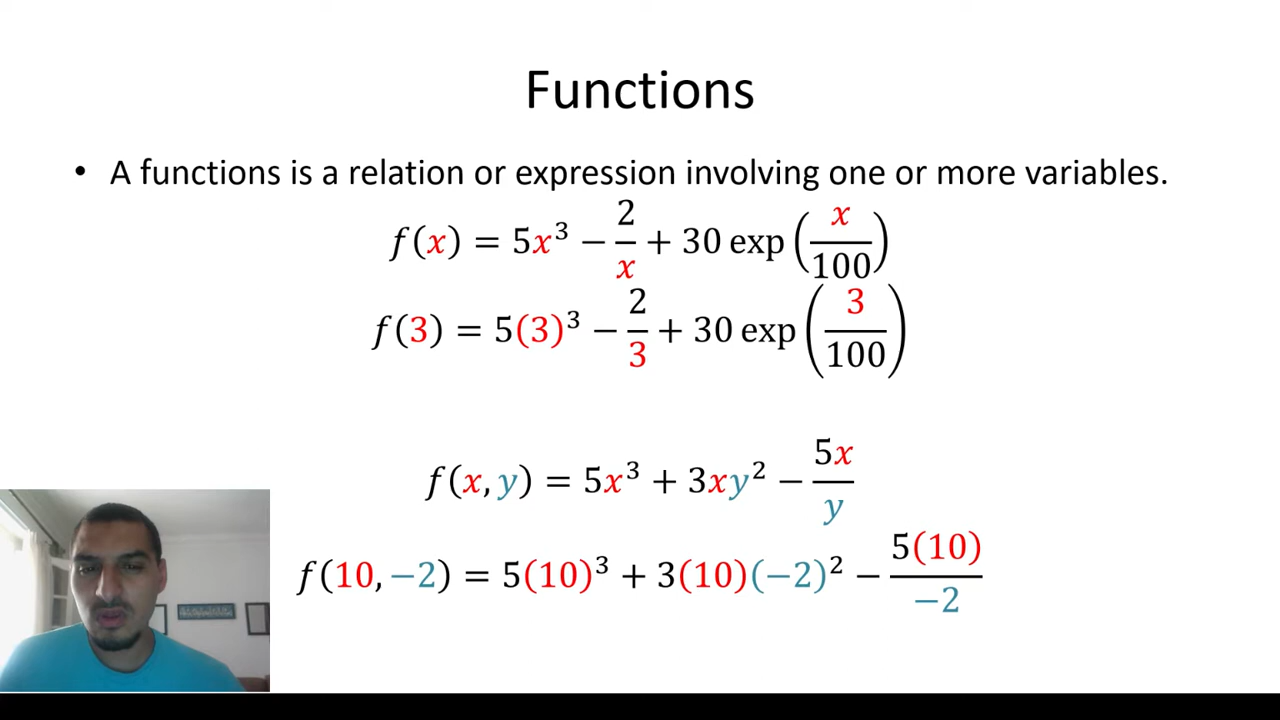 Functions
• A functions is a relation or expression involving one or more variables.
f(x) = 5x³ − 2/x + 30 exp(x/100)
f(3) = 5(3)³ − 2/3 + 30 exp(3/100)
f(x, y) = 5x³ + 3xy² − 5x/y
f(10, −2) = 5(10)³ + 3(10)(−2)² − 5(10)/−2